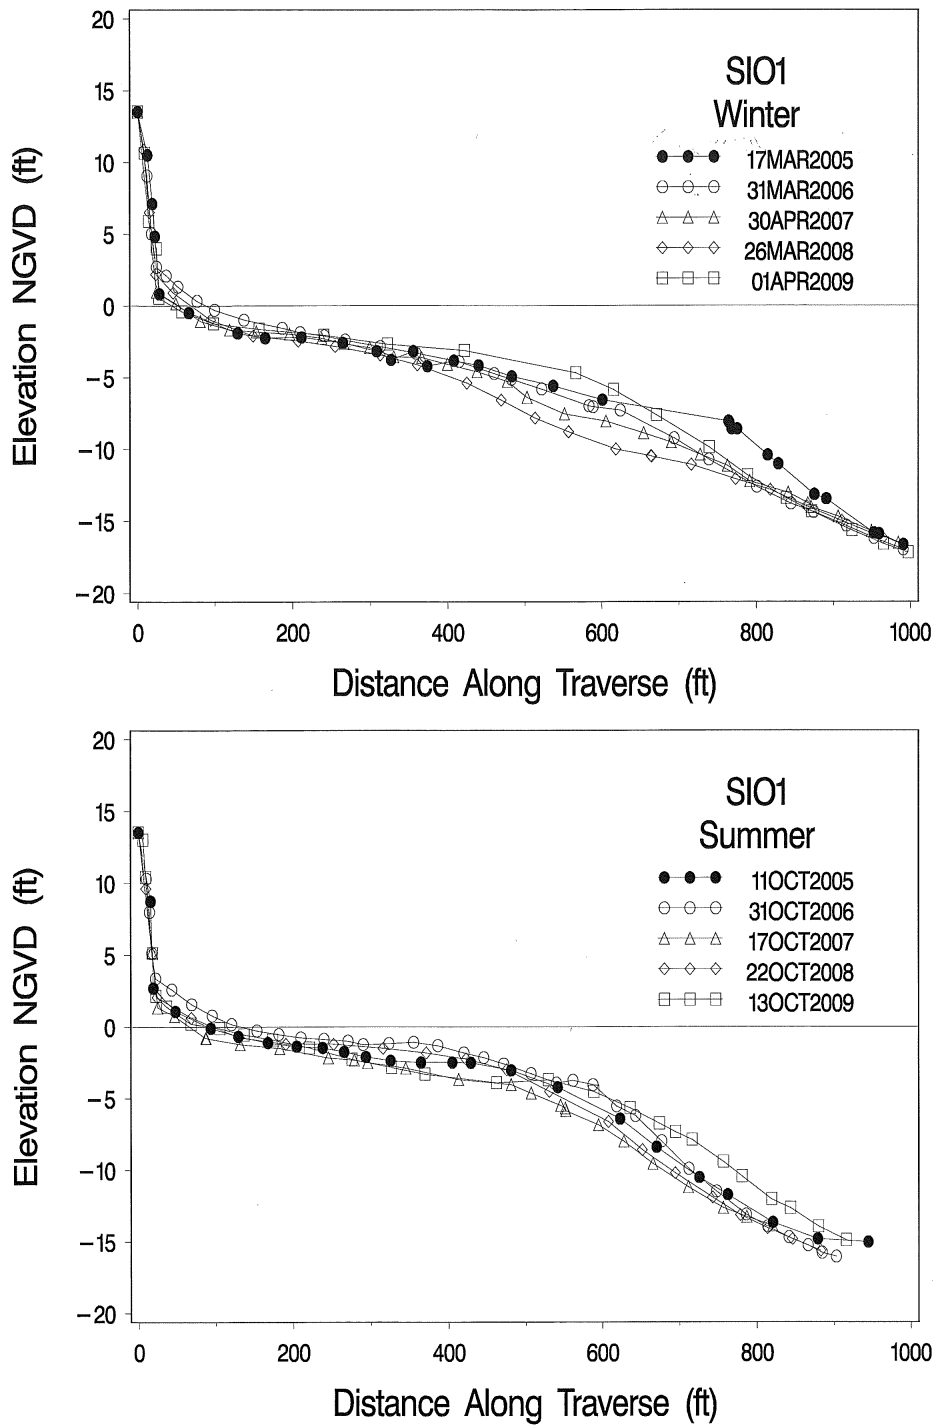 20
15
10
5
0
−5
−10
−15
−20
Elevation NGVD (ft)
SIO1
Winter
17MAR2005
31MAR2006
30APR2007
26MAR2008
01APR2009
0 200 400 600 800 1000
Distance Along Traverse (ft)
20
15
10
5
0
−5
−10
−15
−20
Elevation NGVD (ft)
SIO1
Summer
11OCT2005
31OCT2006
17OCT2007
22OCT2008
13OCT2009
0 200 400 600 800 1000
Distance Along Traverse (ft)